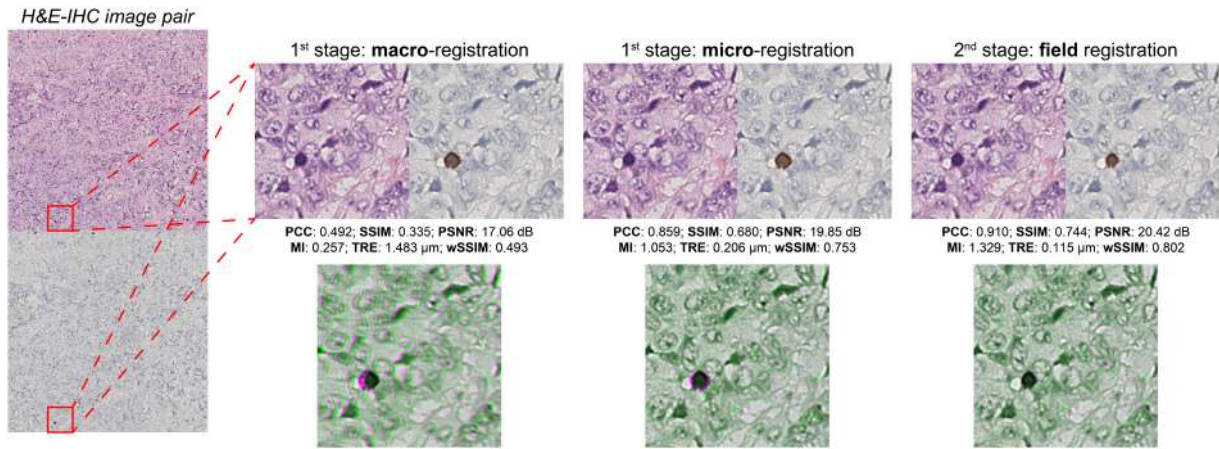 H&E-IHC image pair
1st stage: macro-registration
PCC: 0.492; SSIM: 0.335; PSNR: 17.06 dB
MI: 0.257; TRE: 1.483 μm; wSSIM: 0.493
1st stage: micro-registration
PCC: 0.859; SSIM: 0.680; PSNR: 19.85 dB
MI: 1.053; TRE: 0.206 μm; wSSIM: 0.753
2nd stage: field registration
PCC: 0.910; SSIM: 0.744; PSNR: 20.42 dB
MI: 1.329; TRE: 0.115 μm; wSSIM: 0.802